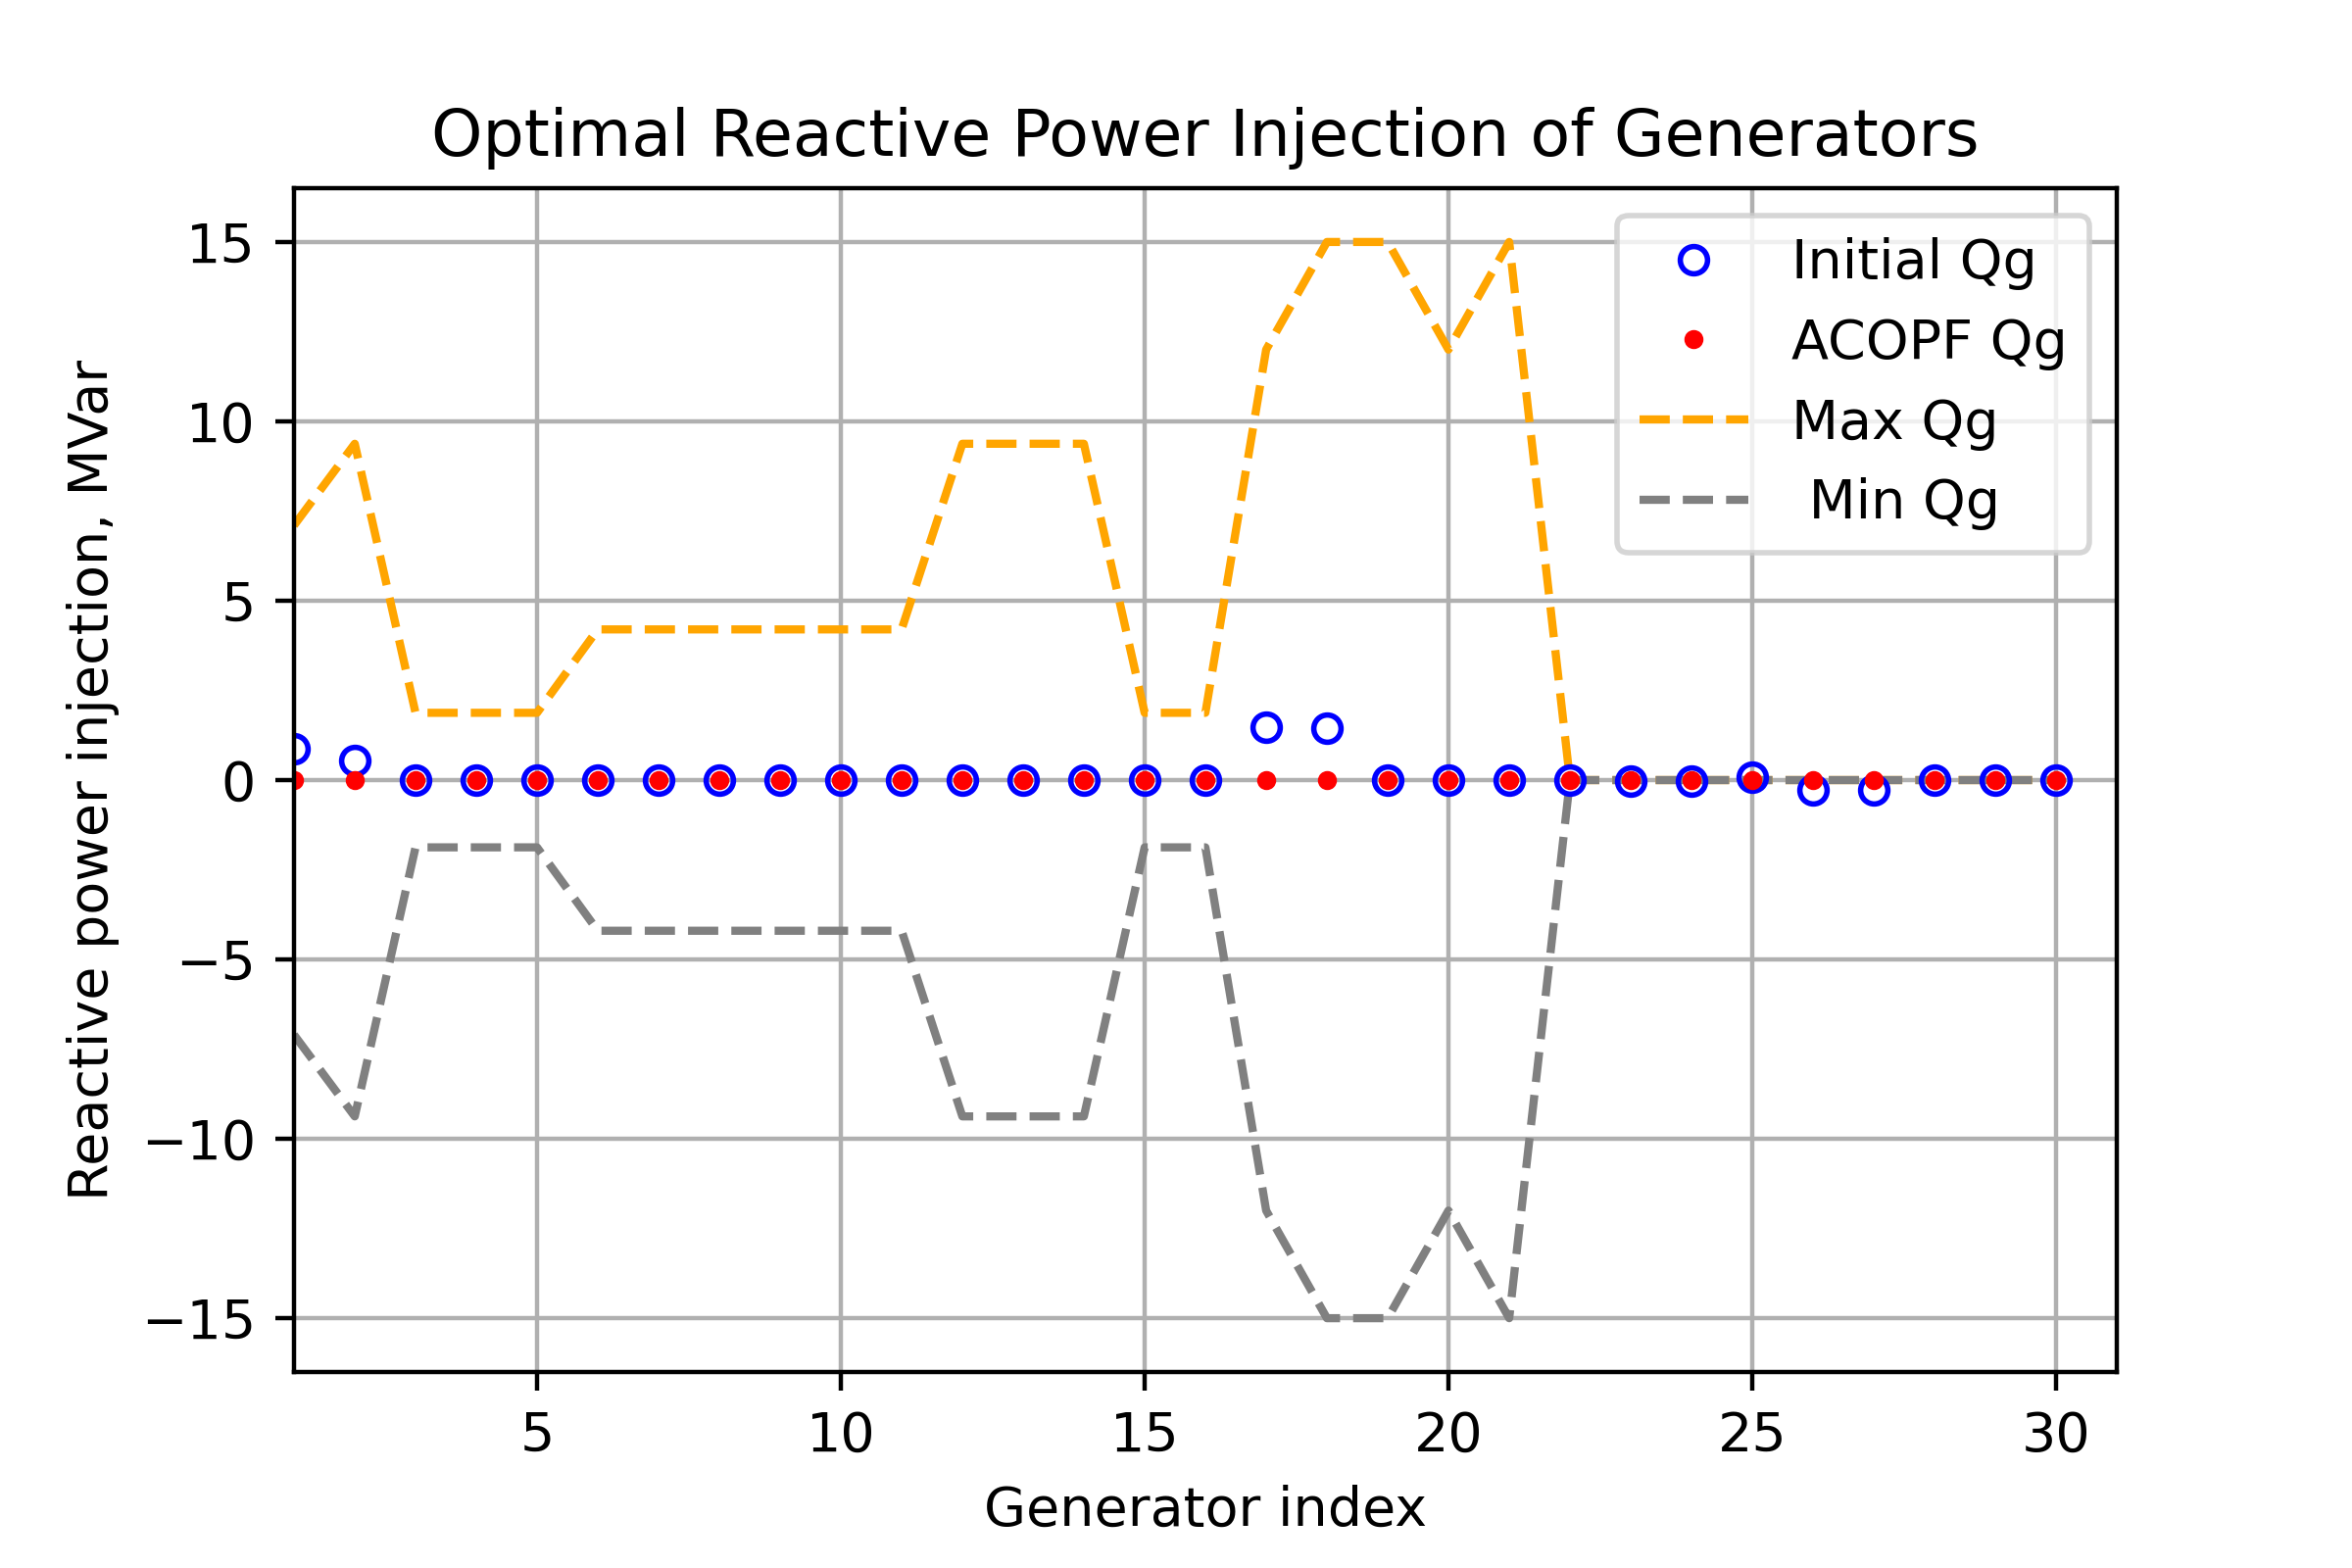 Optimal Reactive Power Injection of Generators
Reactive power injection, MVar
15
10
5
0
−5
−10
−15
Initial Qg
ACOPF Qg
Max Qg
Min Qg
5 10 15 20 25 30
Generator index